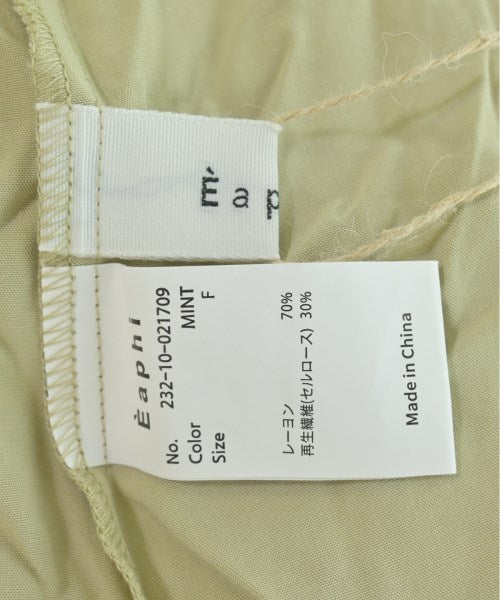 Èaphi
No. 232-10-021709
Color MINT
Size F
レーヨン 70%
再生繊維(セルロース) 30%
Made in China